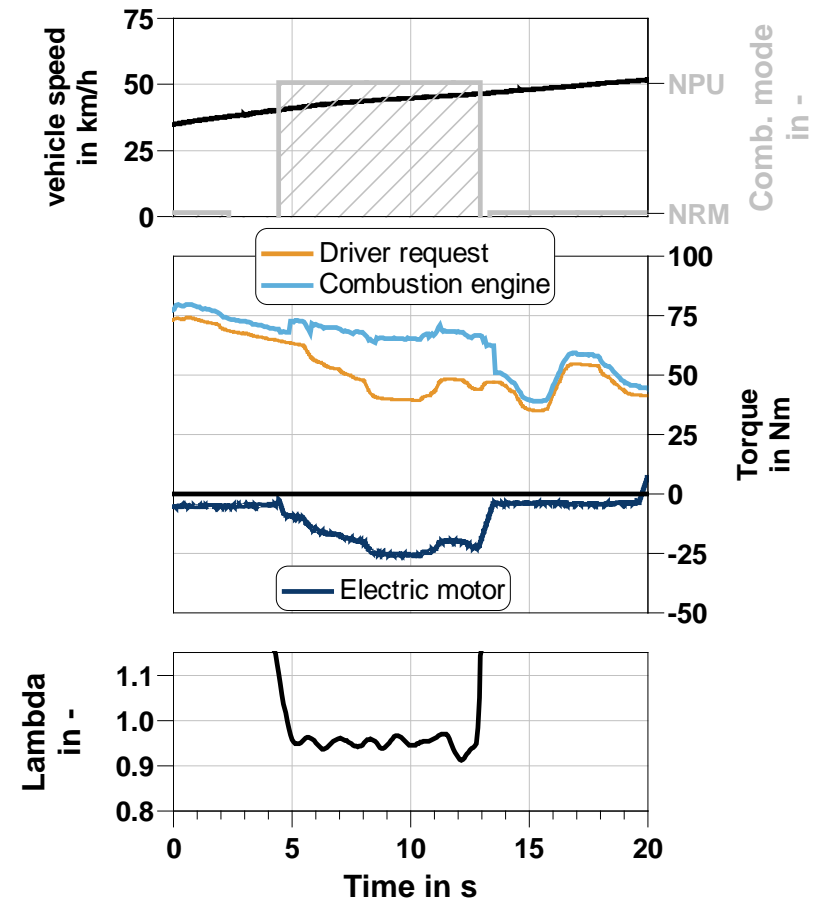 vehicle speed
in km/h
75
50
25
0
NPU
NRM
Comb. mode
in -
Driver request
Combustion engine
100
75
50
25
0
-25
-50
Torque
in Nm
Electric motor
Lambda
in -
1.1
1.0
0.9
0.8
0 5 10 15 20
Time in s